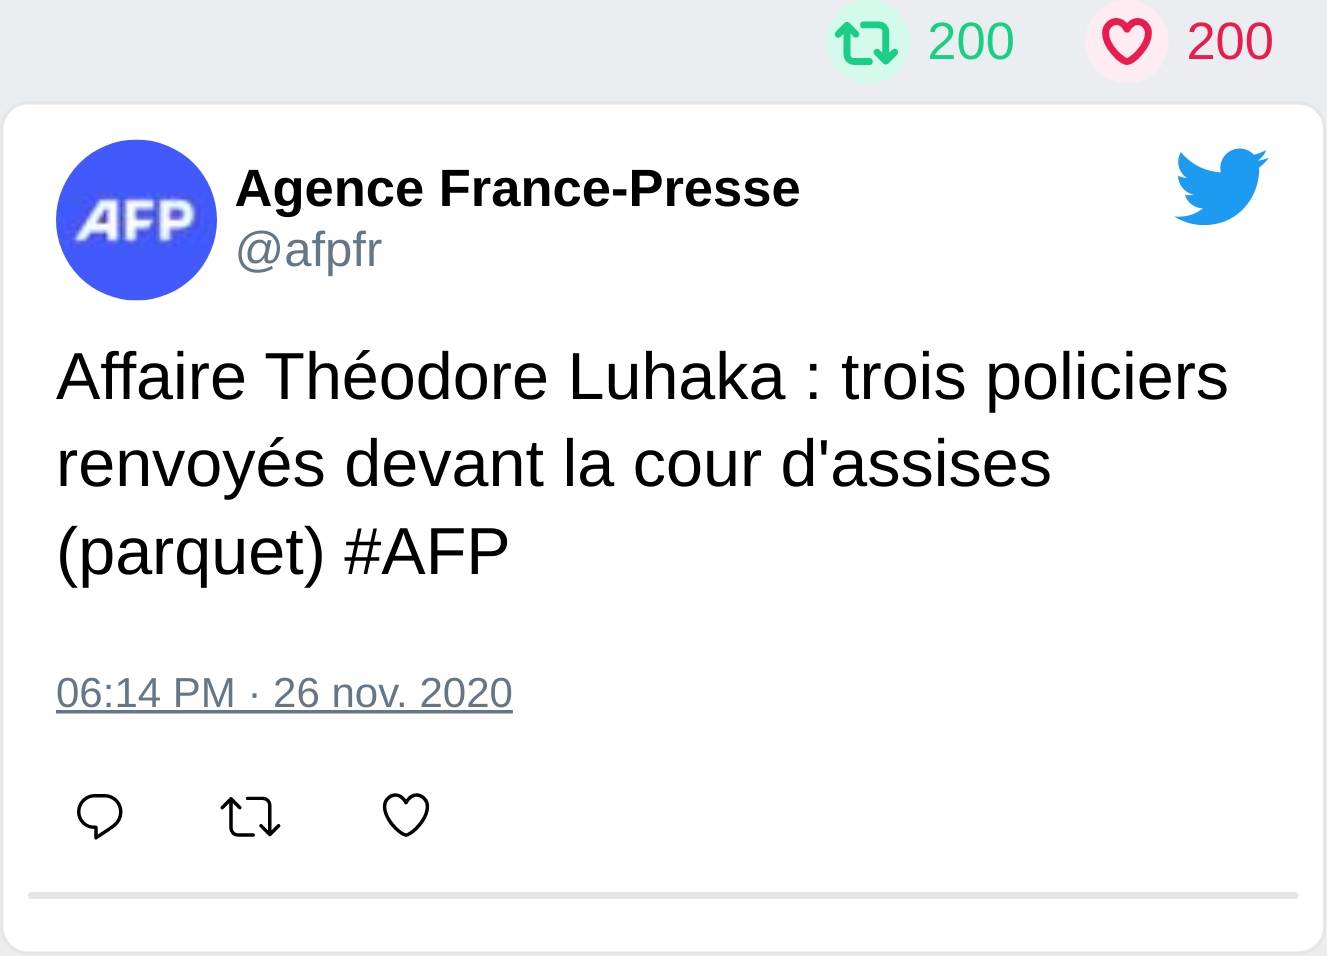 200 200
AFP
Agence France-Presse
@afpfr
Affaire Théodore Luhaka : trois policiers
renvoyés devant la cour d'assises
(parquet) #AFP
06:14 PM · 26 nov. 2020